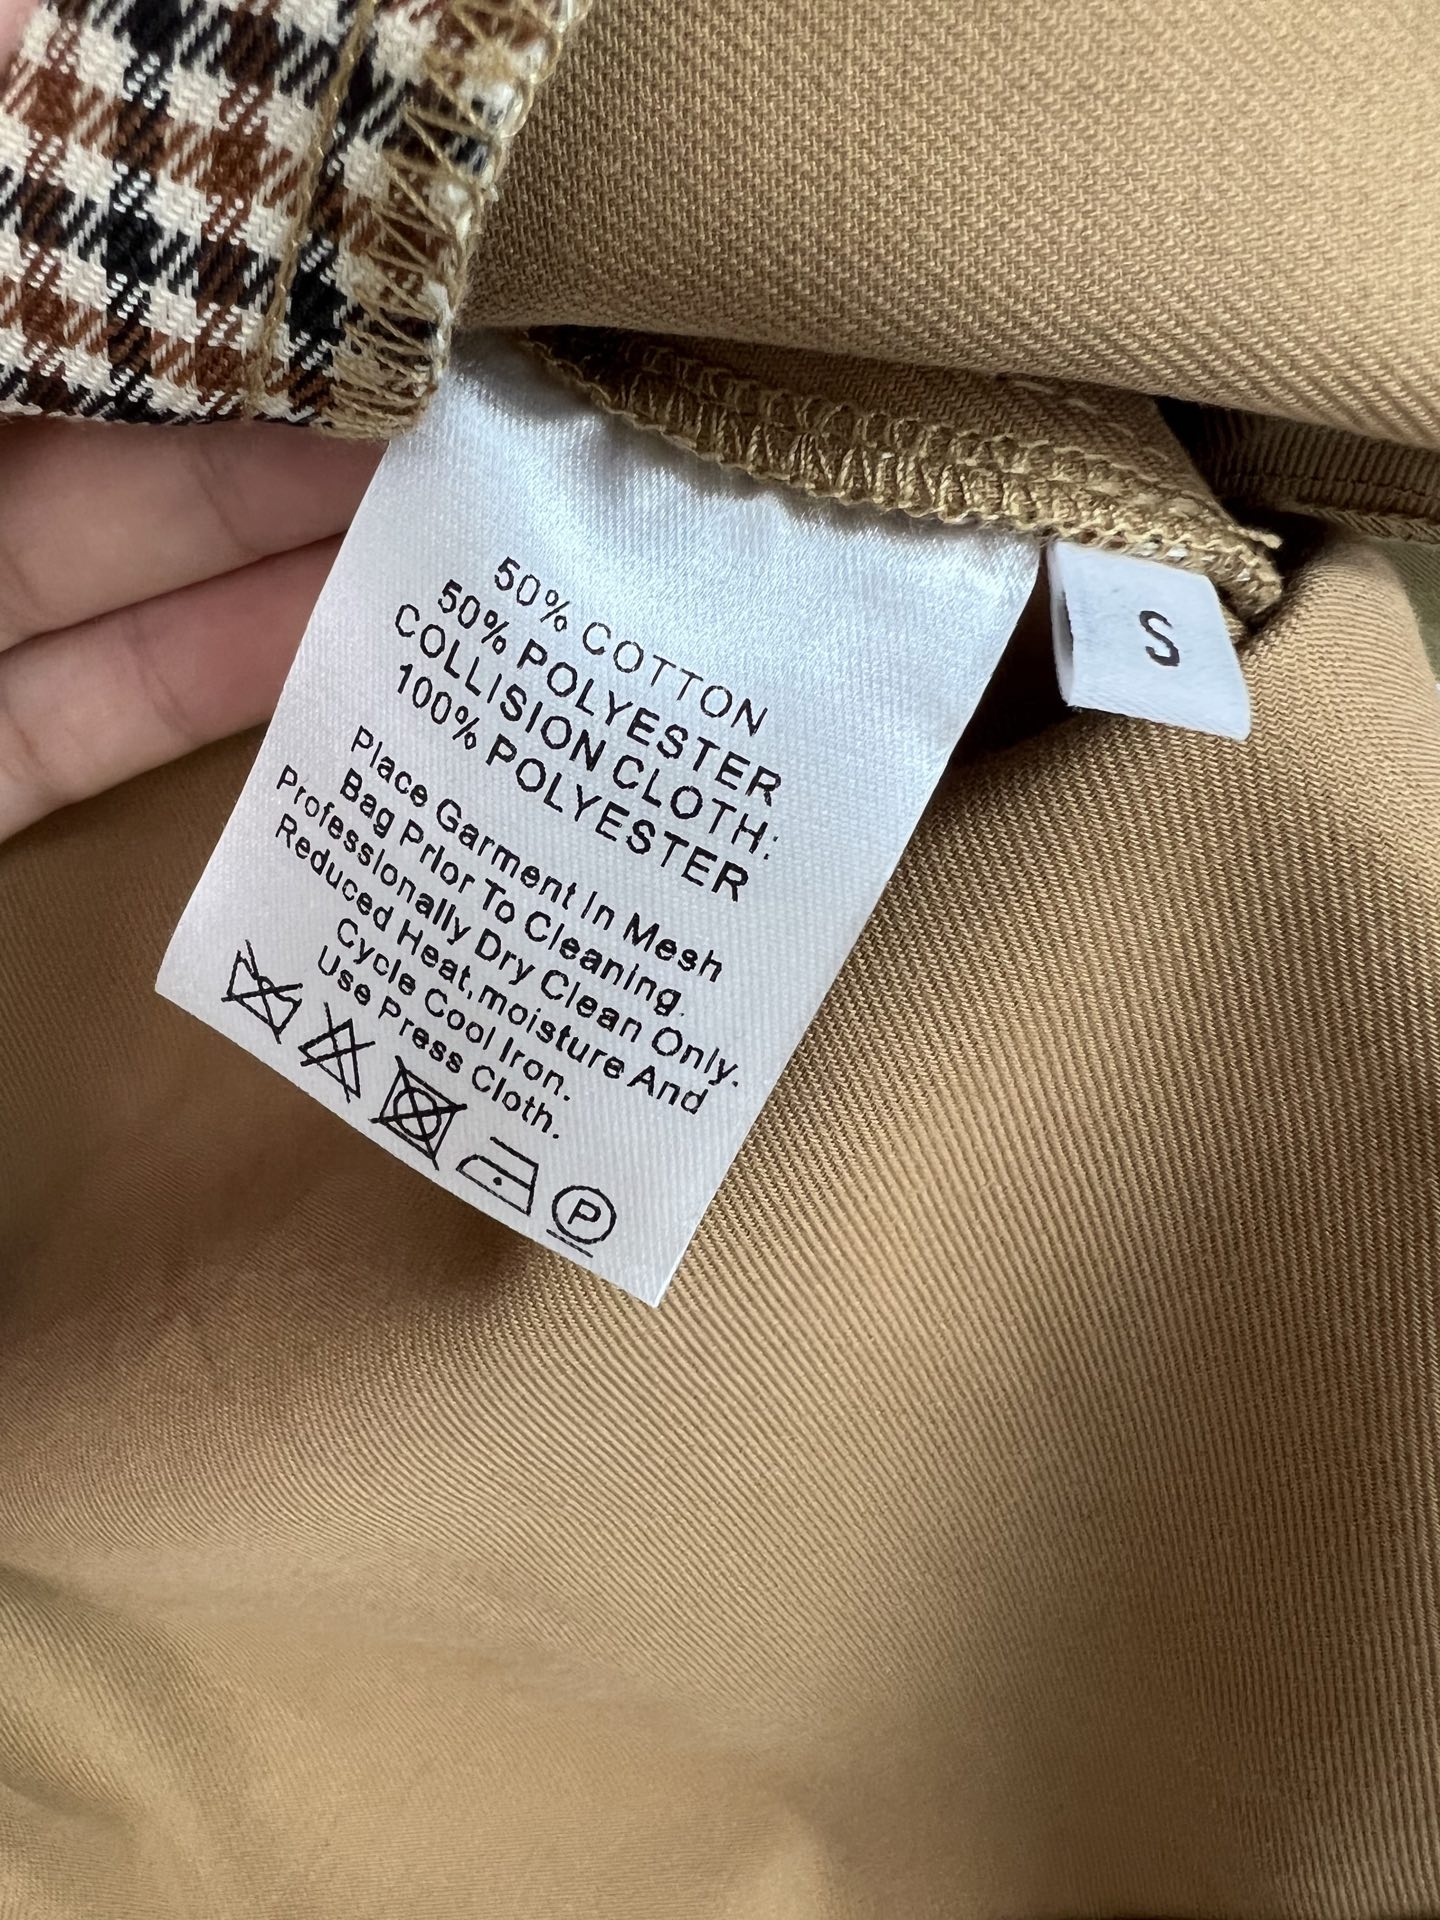 50% COTTON
50% POLYESTER
COLLISION CLOTH:
100% POLYESTER
Place Garment In Mesh
Bag Prior To Cleaning.
Professionally Dry Clean Only.
Reduced Heat,moisture And
Cycle Cool Iron.
Use Press Cloth.
P
S